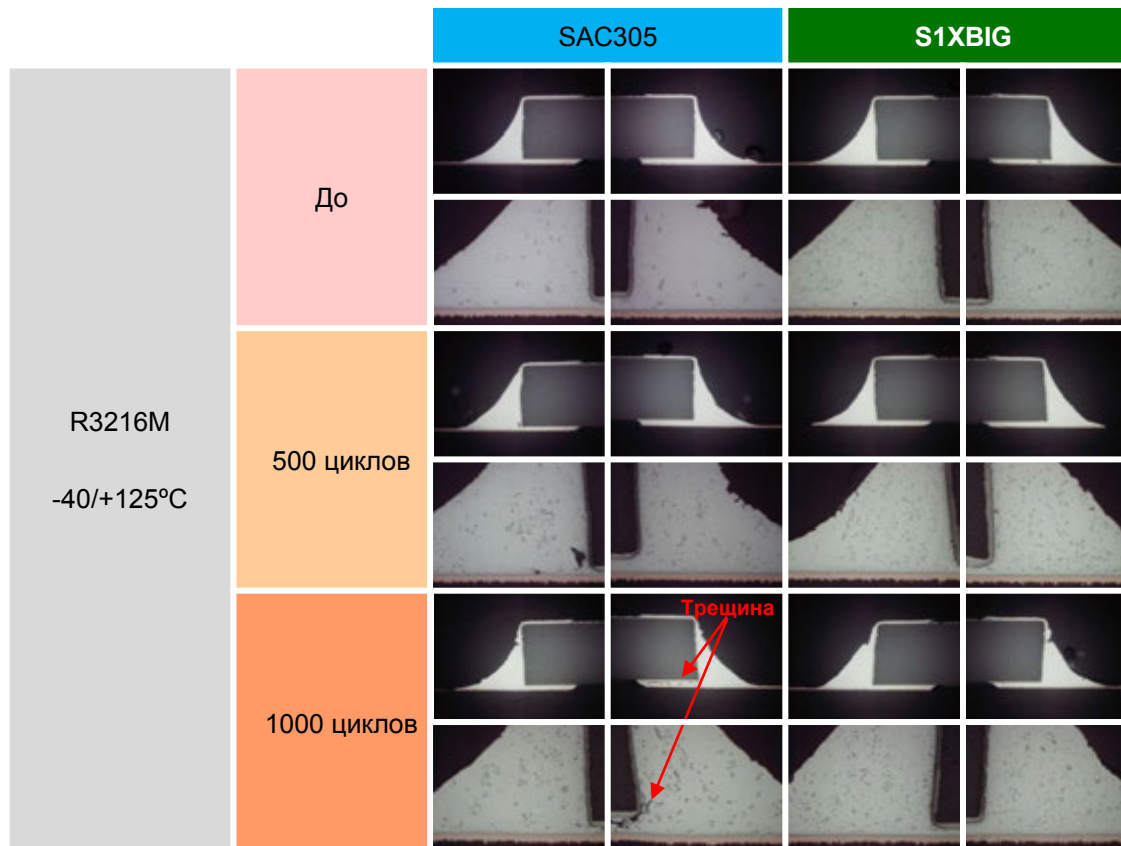 SAC305
S1XBIG
До
R3216M
-40/+125ºC
500 циклов
1000 циклов
Трещина